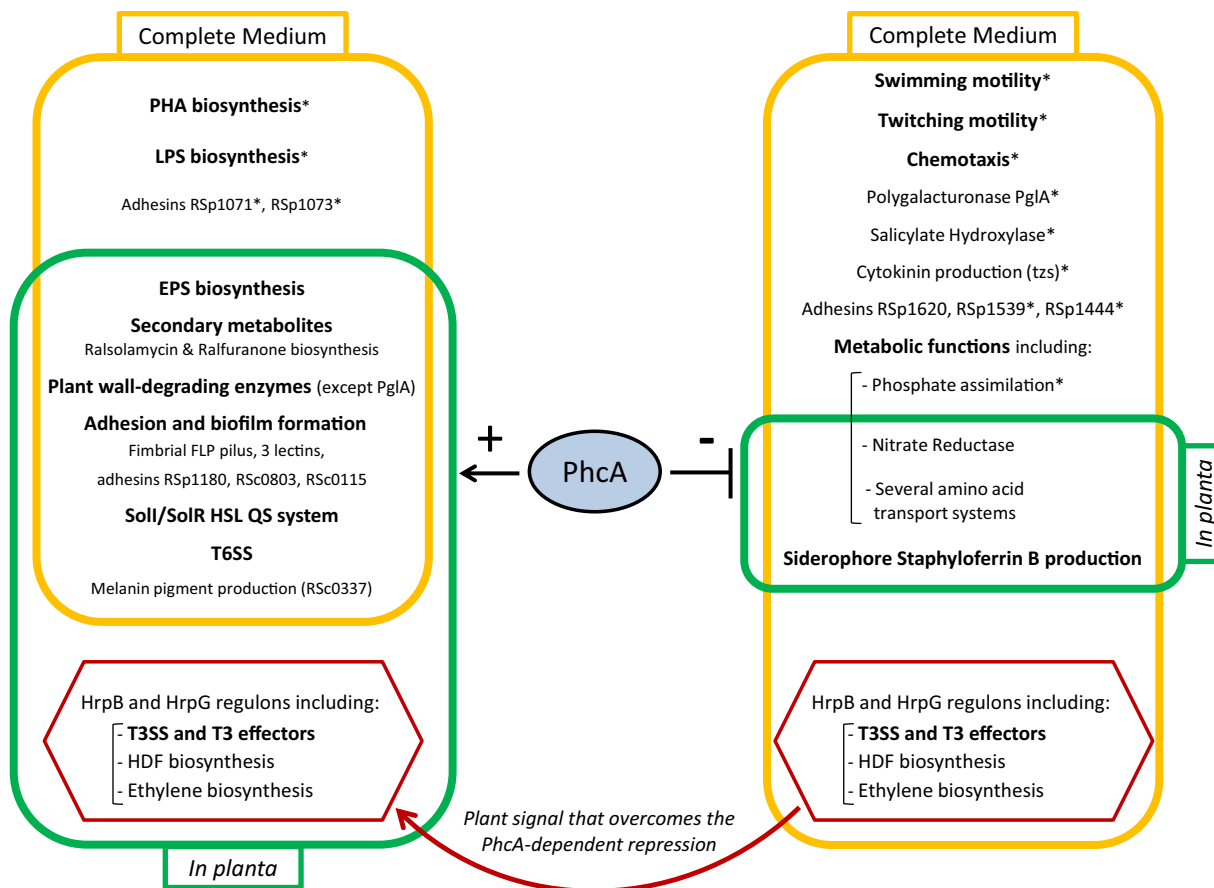 Complete Medium
PHA biosynthesis*
LPS biosynthesis*
Adhesins RSp1071*, RSp1073*
EPS biosynthesis
Secondary metabolites
Ralsolamycin & Ralfuranone biosynthesis
Plant wall-degrading enzymes (except PglA)
Adhesion and biofilm formation
Fimbrial FLP pilus, 3 lectins,
adhesins RSp1180, RSc0803, RSc0115
SolI/SolR HSL QS system
T6SS
Melanin pigment production (RSc0337)
HrpB and HrpG regulons including:
- T3SS and T3 effectors
- HDF biosynthesis
- Ethylene biosynthesis
In planta
+
PhcA
-
Plant signal that overcomes the
PhcA-dependent repression
Complete Medium
Swimming motility*
Twitching motility*
Chemotaxis*
Polygalacturonase PglA*
Salicylate Hydroxylase*
Cytokinin production (tzs)*
Adhesins RSp1620, RSp1539*, RSp1444*
Metabolic functions including:
- Phosphate assimilation*
- Nitrate Reductase
- Several amino acid
transport systems
Siderophore Staphyloferrin B production
In planta
HrpB and HrpG regulons including:
- T3SS and T3 effectors
- HDF biosynthesis
- Ethylene biosynthesis